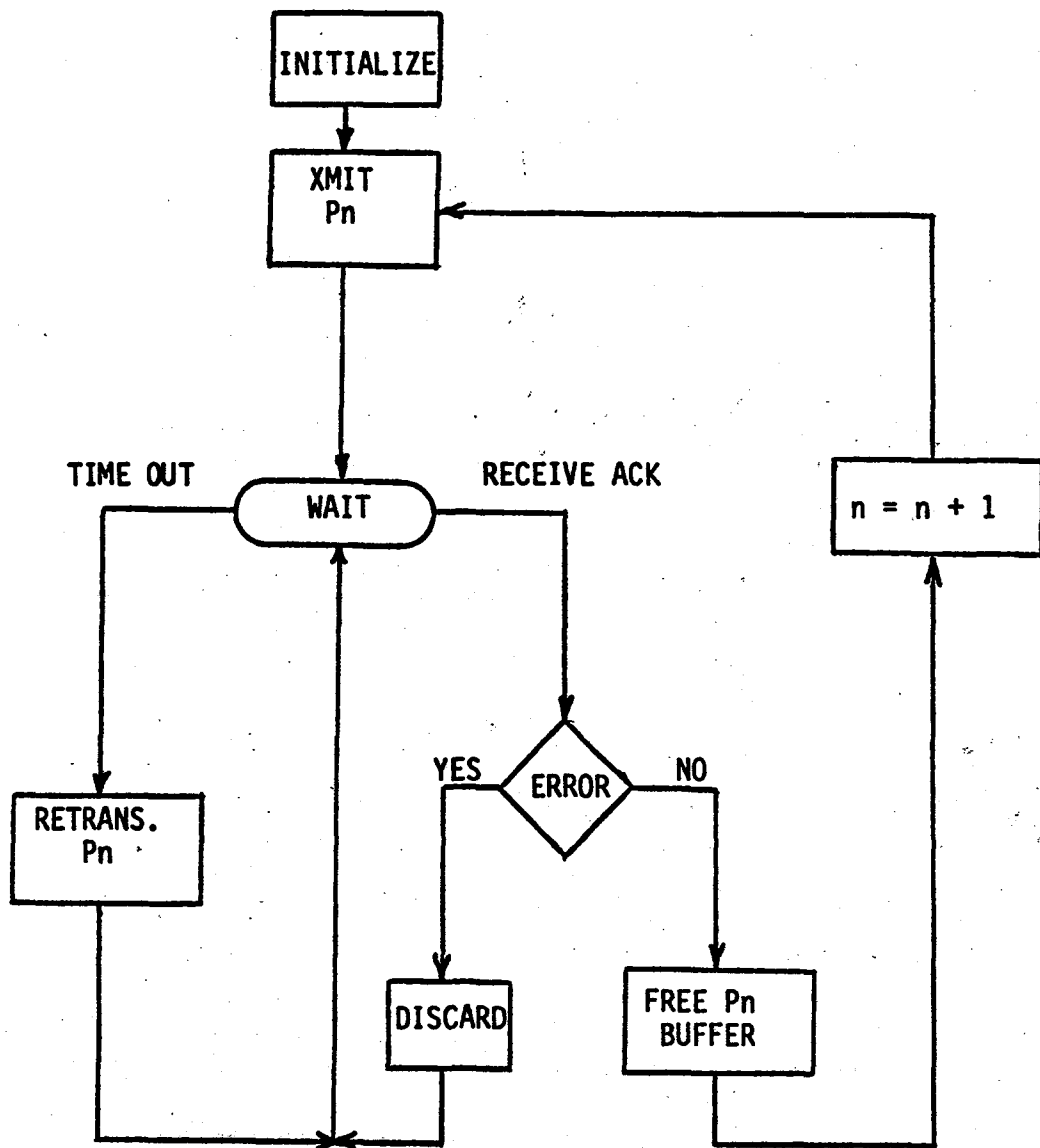 INITIALIZE
XMIT
Pn
TIME OUT
RECEIVE ACK
WAIT
n = n + 1
YES
ERROR
NO
RETRANS.
Pn
DISCARD
FREE Pn
BUFFER